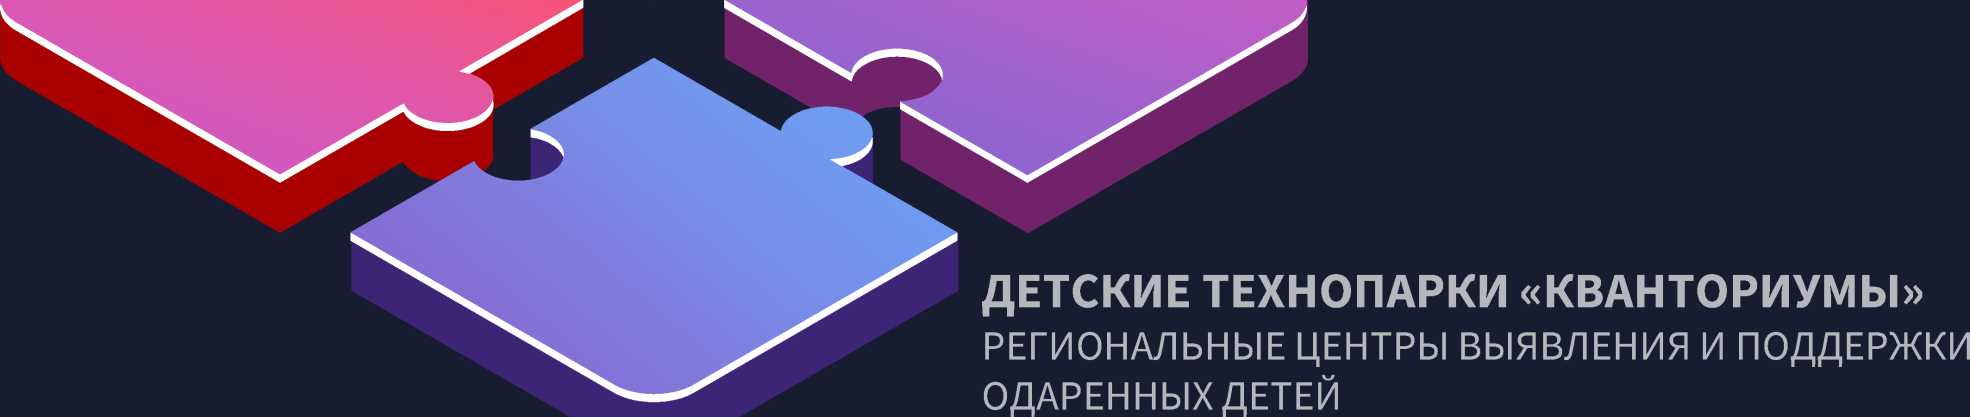 ДЕТСКИЕ ТЕХНОПАРКИ «КВАНТОРИУМЫ»
РЕГИОНАЛЬНЫЕ ЦЕНТРЫ ВЫЯВЛЕНИЯ И ПОДДЕРЖКИ
ОДАРЕННЫХ ДЕТЕЙ